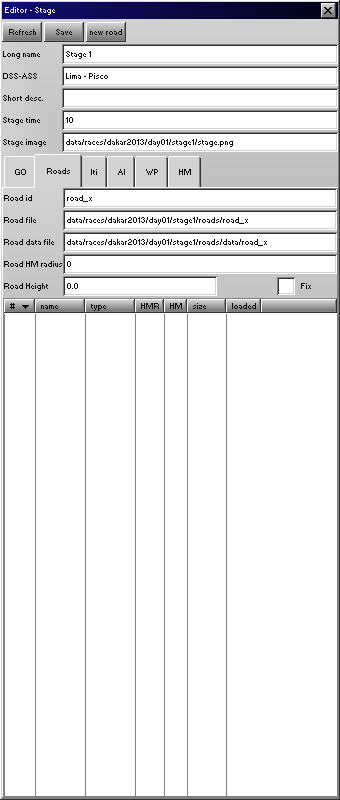 Editor - Stage
Refresh Save new road
Long name Stage 1
DSS-ASS Lima - Pisco
Short desc.
Stage time 10
Stage image data/races/dakar2013/day01/stage1/stage.png
GO Roads Iti AI WP HM
Road id road_x
Road file data/races/dakar2013/day01/stage1/roads/road_x
Road data file data/races/dakar2013/day01/stage1/roads/data/road_x
Road HM radius 0
Road Height 0.0 Fix
# name type HMR HM size loaded